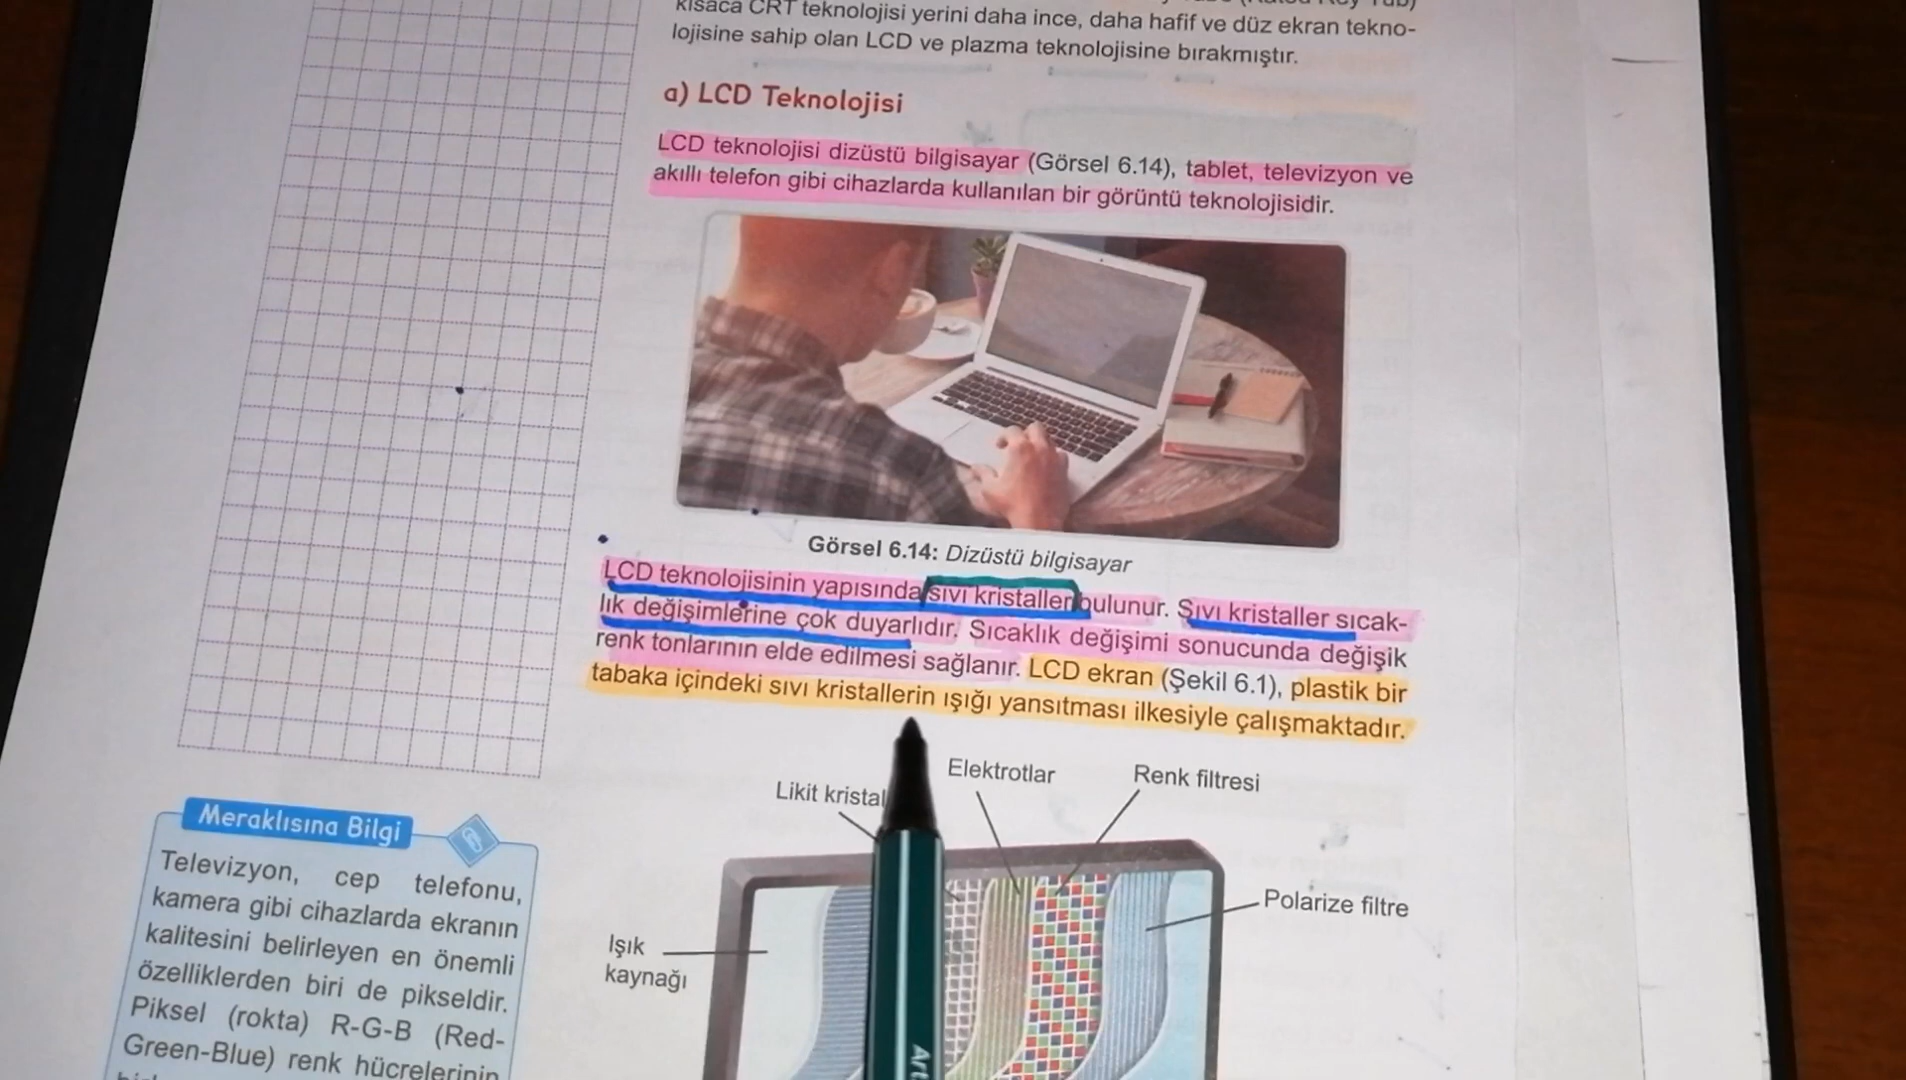 kısaca CRT teknolojisi yerini daha ince, daha hafif ve düz ekran tekno-
lojisine sahip olan LCD ve plazma teknolojisine bırakmıştır.
a) LCD Teknolojisi
LCD teknolojisi dizüstü bilgisayar (Görsel 6.14), tablet, televizyon ve
akıllı telefon gibi cihazlarda kullanılan bir görüntü teknolojisidir.
Görsel 6.14: Dizüstü bilgisayar
LCD teknolojisinin yapısında sıvı kristaller bulunur. Sıvı kristaller sıcak-
lık değişimlerine çok duyarlıdır. Sıcaklık değişimi sonucunda değişik
renk tonlarının elde edilmesi sağlanır. LCD ekran (Şekil 6.1), plastik bir
tabaka içindeki sıvı kristallerin ışığı yansıtması ilkesiyle çalışmaktadır.
Likit kristal
Elektrotlar
Renk filtresi
Polarize filtre
Işık
kaynağı
Meraklısına Bilgi
Televizyon, cep telefonu,
kamera gibi cihazlarda ekranın
kalitesini belirleyen en önemli
özelliklerden biri de pikseldir.
Piksel (rokta) R-G-B (Red-
Green-Blue) renk hücrelerinin
Art